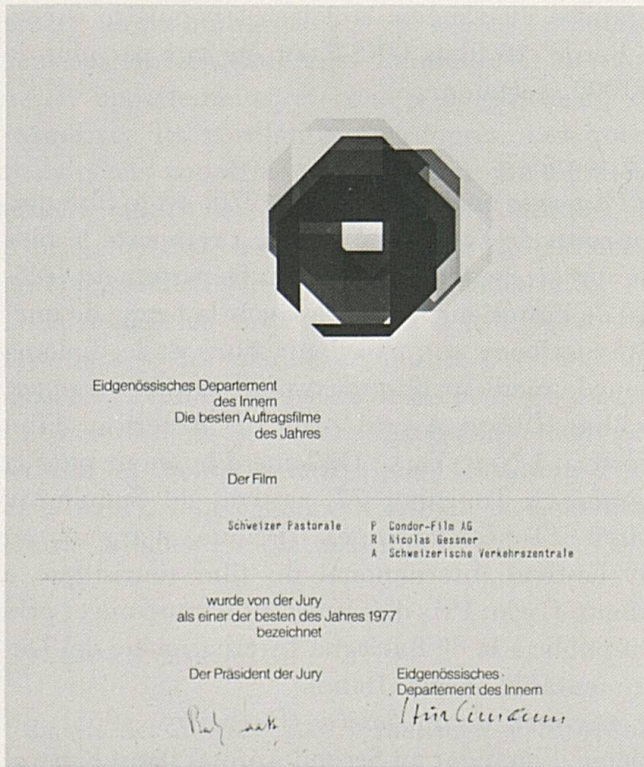 Eidgenössisches Departement
des Innern
Die besten Auftragsfilme
des Jahres
Der Film
Schweizer Pastorale P Condor-Film AG
R Nicolas Gessner
A Schweizerische Verkehrszentrale
wurde von der Jury
als einer der besten des Jahres 1977
bezeichnet
Der Präsident der Jury
Eidgenössisches
Departement des Innern
Hürlimann